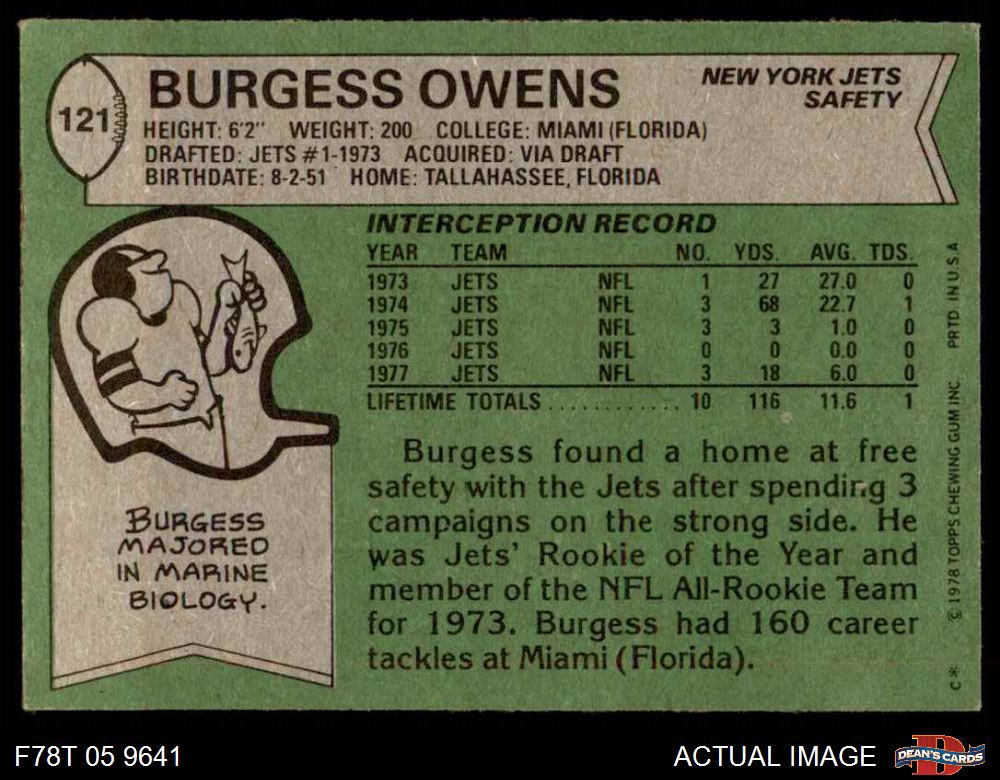 121
BURGESS OWENS
NEW YORK JETS
SAFETY
HEIGHT: 6'2" WEIGHT: 200 COLLEGE: MIAMI (FLORIDA)
DRAFTED: JETS #1-1973 ACQUIRED: VIA DRAFT
BIRTHDATE: 8-2-51 HOME: TALLAHASSEE, FLORIDA
INTERCEPTION RECORD
YEAR TEAM NO. YDS. AVG. TDS.
1973 JETS NFL 1 27 27.0 0
1974 JETS NFL 3 68 22.7 1
1975 JETS NFL 3 3 1.0 0
1976 JETS NFL 0 0 0.0 0
1977 JETS NFL 3 18 6.0 0
LIFETIME TOTALS ............ 10 116 11.6 1
Burgess found a home at free
safety with the Jets after spending 3
campaigns on the strong side. He
was Jets' Rookie of the Year and
member of the NFL All-Rookie Team
for 1973. Burgess had 160 career
tackles at Miami (Florida).
BURGESS
MAJORED
IN MARINE
BIOLOGY.
C* © 1978 TOPPS CHEWING GUM INC. PRTD. IN U.S.A
F78T 05 9641
ACTUAL IMAGE
D
DEAN'S CARDS